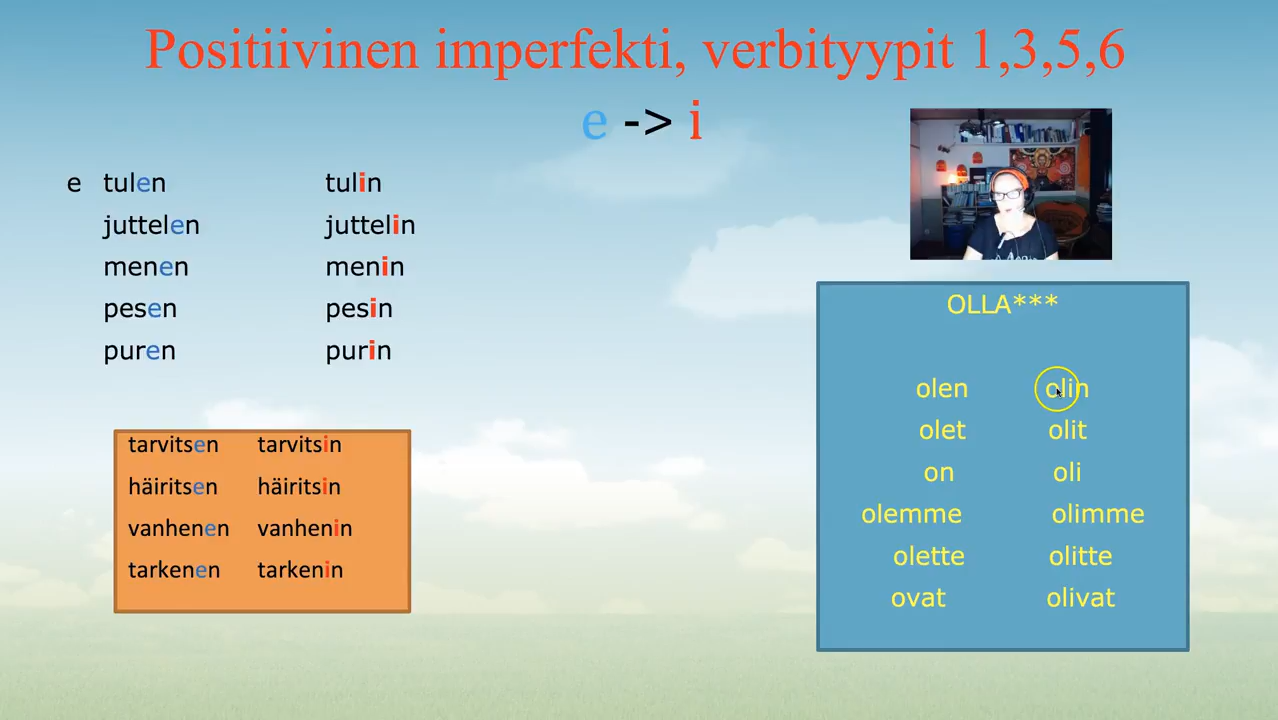 Positiivinen imperfekti, verbityypit 1,3,5,6
e -> i
e tulen tulin
juttelen juttelin
menen menin
pesen pesin
puren purin
tarvitsen tarvitsin
häiritsen häiritsin
vanhenen vanhenin
tarkenen tarkenin
OLLA***
olen olin
olet olit
on oli
olemme olimme
olette olitte
ovat olivat